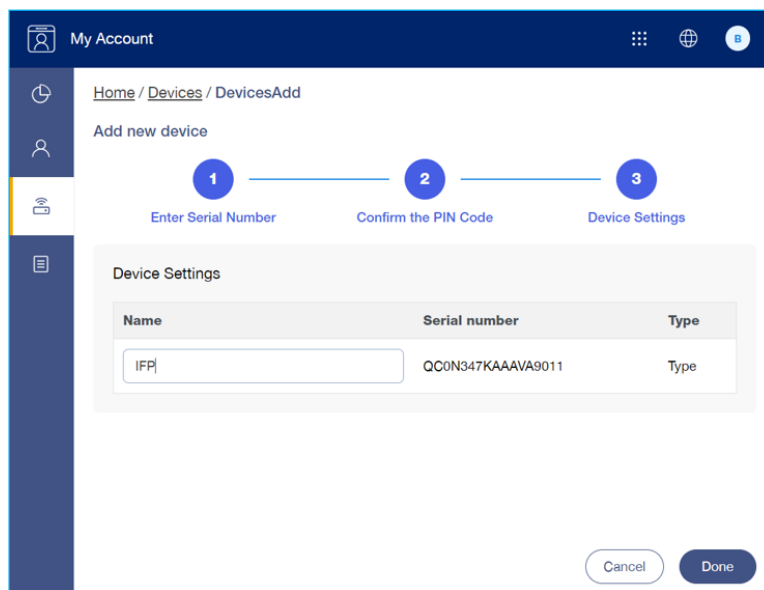 My Account
B
Home / Devices / DevicesAdd
Add new device
1
2
3
Enter Serial Number
Confirm the PIN Code
Device Settings
Device Settings
Name
Serial number
Type
IFP
QC0N347KAAAVA9011
Type
Cancel
Done